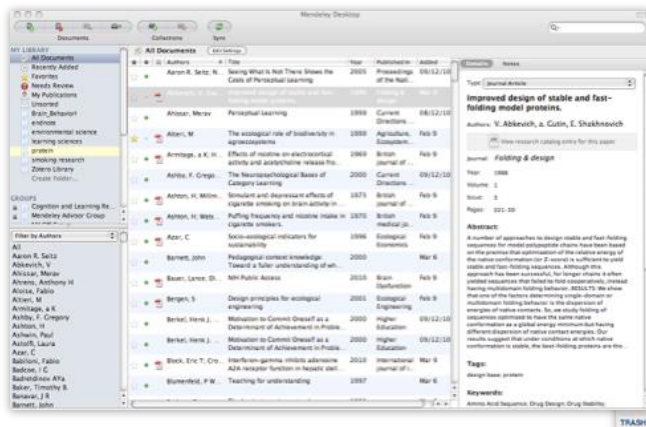 Mendeley Desktop
Documents
Collections
Sync
MY LIBRARY
All Documents
Recently Added
Favorites
Needs Review
My Publications
Unsorted
Brain_Behavior!
endnote
environmental science
learning sciences
protein
smoking research
Zotero Library
Create Folder...
GROUPS
Cognition and Learning Re...
Mendeley Advisor Group
Filter by Authors
All
Aaron R. Seitz
Abkevich, V
Ahissar, Merav
Ahrens, Anthony H
Aloise, Fabio
Altieri, M
Armitage, a K
Ashby, F. Gregory
Ashton, H
Ashwin, Paul
Astolfi, Laura
Azar, C
Babiloni, Fabio
Badcoe, I G
Badretdinov AYa
Baker, Timothy B.
Banavar, J R
Barnett, John
All Documents
Edit Settings
Authors Title Year Published In Added
Aaron R. Seitz; N... Seeing What Is Not There Shows the Costs of Perceptual Learning 2005 Proceedings of the Nati... 09/12/10
Ahissar, Merav Perceptual Learning 1999 Current Directions ... 08/12/10
Altieri, M The ecological role of biodiversity in agroecosystems 1999 Agriculture, Ecosystem... Feb 9
Armitage, a K; H... Effects of nicotine on electrocortical activity and acetylcholine release fro... British journal of ... Feb 9
Ashby, F. Grego... The Neuropsychological Bases of Category Learning 2000 Current Directions ... 09/12/10
Ashton, H; Millm... Stimulant and depressant effects of cigarette smoking on brain activity in ... British journal of ... Feb 9
Ashton, H; Wats... Puffing frequency and nicotine intake in cigarette smokers. 1970 British medical jo... Feb 9
Azar, C Socio-ecological indicators for sustainability 1996 Ecological Economics Feb 9
Barnett, John Pedagogical context knowledge: Toward a fuller understanding of wh... 2000 Mar 6
Bauer, Lance; Di... NIH Public Access 2010 Brain Feb 9
Bergen, S Design principles for ecological engineering 2001 Ecological Engineering Feb 9
Berkel, Henk J. ... Motivation to Commit Oneself as a Determinant of Achievement in Proble... 2000 Higher Education 09/12/10
Berkel, Henk J. ... Motivation to Commit Oneself as a Determinant of Achievement in Proble... 2000 Higher Education
Block, Eric T; Cro... Interferon-gamma inhibits adenosine A2A receptor function in hepatic stell... 2010 International journal of i... Mar 9
Blumenfeld, P W... Teaching for understanding 1997 Mar 6
Details Notes
Type: Journal Article
Improved design of stable and fast-folding model proteins.
Authors: V. Abkevich, a. Gutin, E. Shakhnovich
View research catalog entry for this paper
Journal: Folding & design
Year:
Volume: 1
Issue:
Pages: 221-30
Abstract:
A number of approaches to design stable and fast-folding
sequences for model polypeptide chains have been based
on the premise that optimization of the relative energy of
the native conformation (or Z-score) is sufficient to yield
stable and fast-folding sequences. Although this
approach has been successful, for longer chains it often
yielded sequences that failed to fold cooperatively, instead
having multidomain folding behavior. RESULTS: We show
that one of the factors determining single-domain or
multidomain folding behavior is the dispersion of
energies of native contacts. So, we study folding of
sequences optimized to have the same native
conformation as a global energy minimum but having
different dispersion of native contact energies. Our
results suggest that under conditions at which native
conformation is stable, the best-folding proteins are the...
Tags:
design base; protein
Keywords:
Amino Acid Sequence; Drug Design; Drug Stability;
TRASH